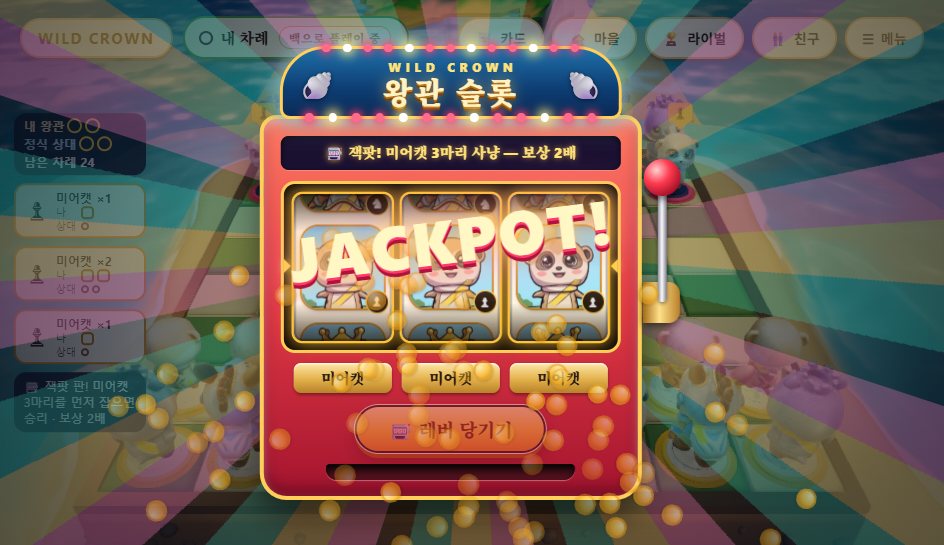 WILD CROWN
내 차례
백으로 플레이 중
카드
마을
라이벌
친구
메뉴
WILD CROWN
왕관 슬롯
잭팟! 미어캣 3마리 사냥 — 보상 2배
JACKPOT!
미어캣
미어캣
미어캣
레버 당기기
내 왕관
정식 상대
남은 차례 24
미어캣 ×1
나
상대
미어캣 ×2
나
상대
미어캣 ×1
나
상대
잭팟 판! 미어캣
3마리를 먼저 잡으면
승리 · 보상 2배